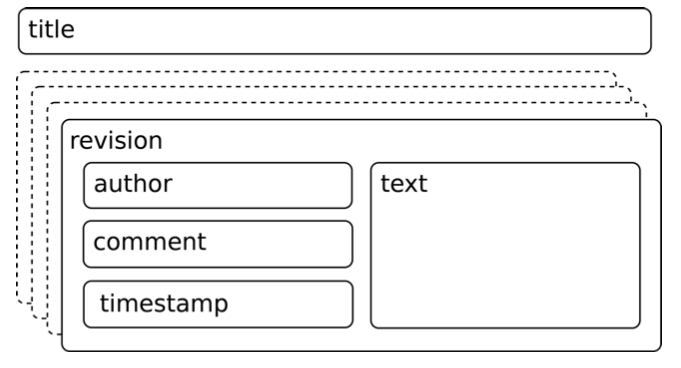 title
revision
author
comment
timestamp
text